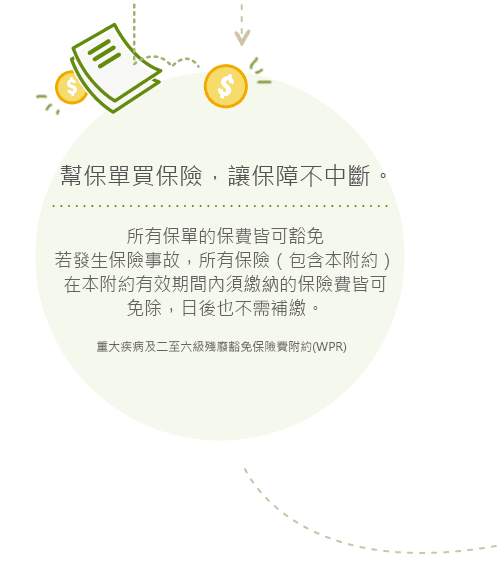 幫保單買保險，讓保障不中斷。
所有保單的保費皆可豁免
若發生保險事故，所有保險（包含本附約）
在本附約有效期間內須繳納的保險費皆可
免除，日後也不需補繳。
重大疾病及二至六級殘廢豁免保險費附約(WPR)